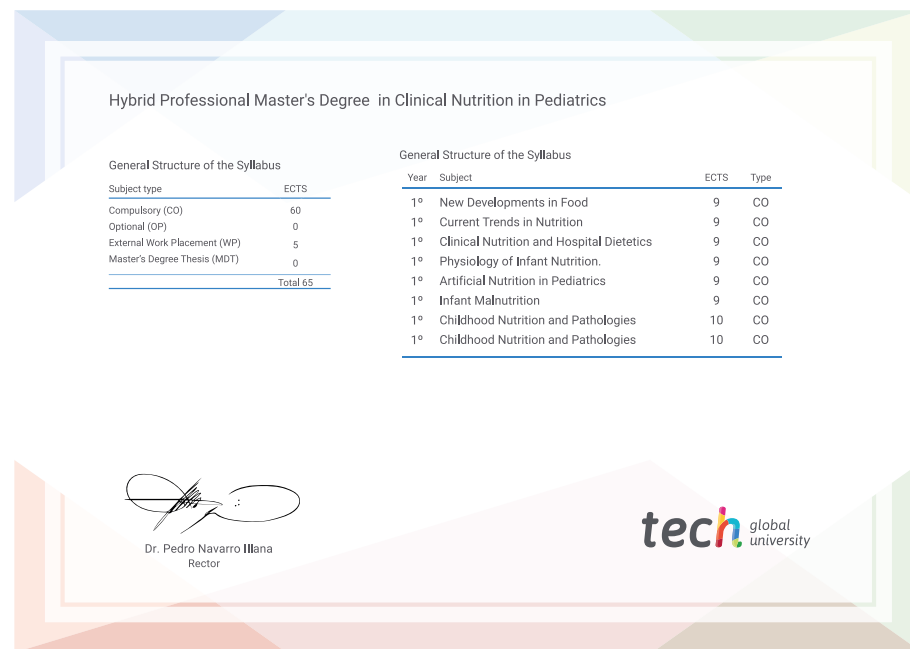 Hybrid Professional Master's Degree in Clinical Nutrition in Pediatrics
General Structure of the Syllabus
Subject type ECTS
Compulsory (CO) 60
Optional (OP) 0
External Work Placement (WP) 5
Master's Degree Thesis (MDT) 0
Total 65
General Structure of the Syllabus
Year Subject ECTS Type
1º New Developments in Food 9 CO
1º Current Trends in Nutrition 9 CO
1º Clinical Nutrition and Hospital Dietetics 9 CO
1º Physiology of Infant Nutrition. 9 CO
1º Artificial Nutrition in Pediatrics 9 CO
1º Infant Malnutrition 9 CO
1º Childhood Nutrition and Pathologies 10 CO
1º Childhood Nutrition and Pathologies 10 CO
Dr. Pedro Navarro Illana
Rector
tech global
university